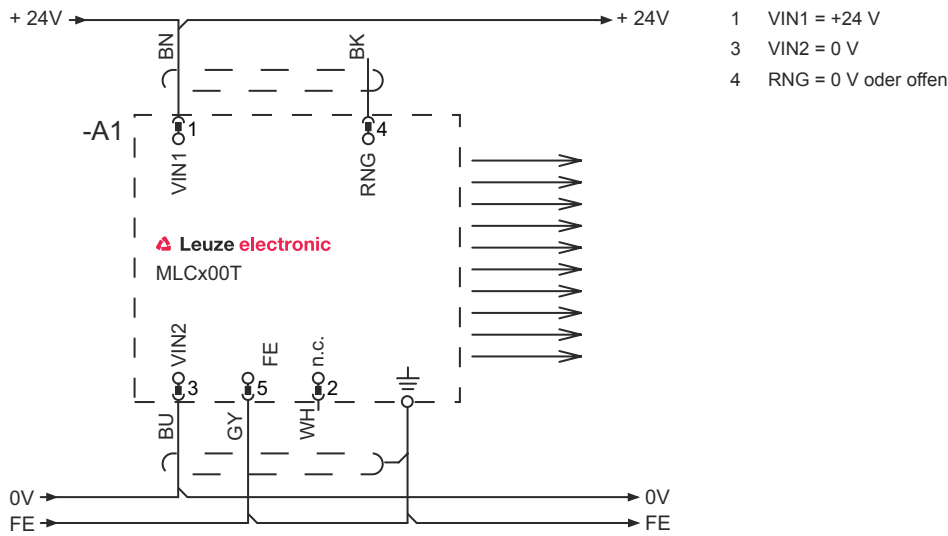 + 24V
+ 24V
1 VIN1 = +24 V
3 VIN2 = 0 V
4 RNG = 0 V oder offen
BN
BK
-A1
1
4
VIN1
RNG
Leuze electronic
MLCx00T
VIN2
FE
n.c.
3
5
2
BU
GY
WH
0V
0V
FE
FE